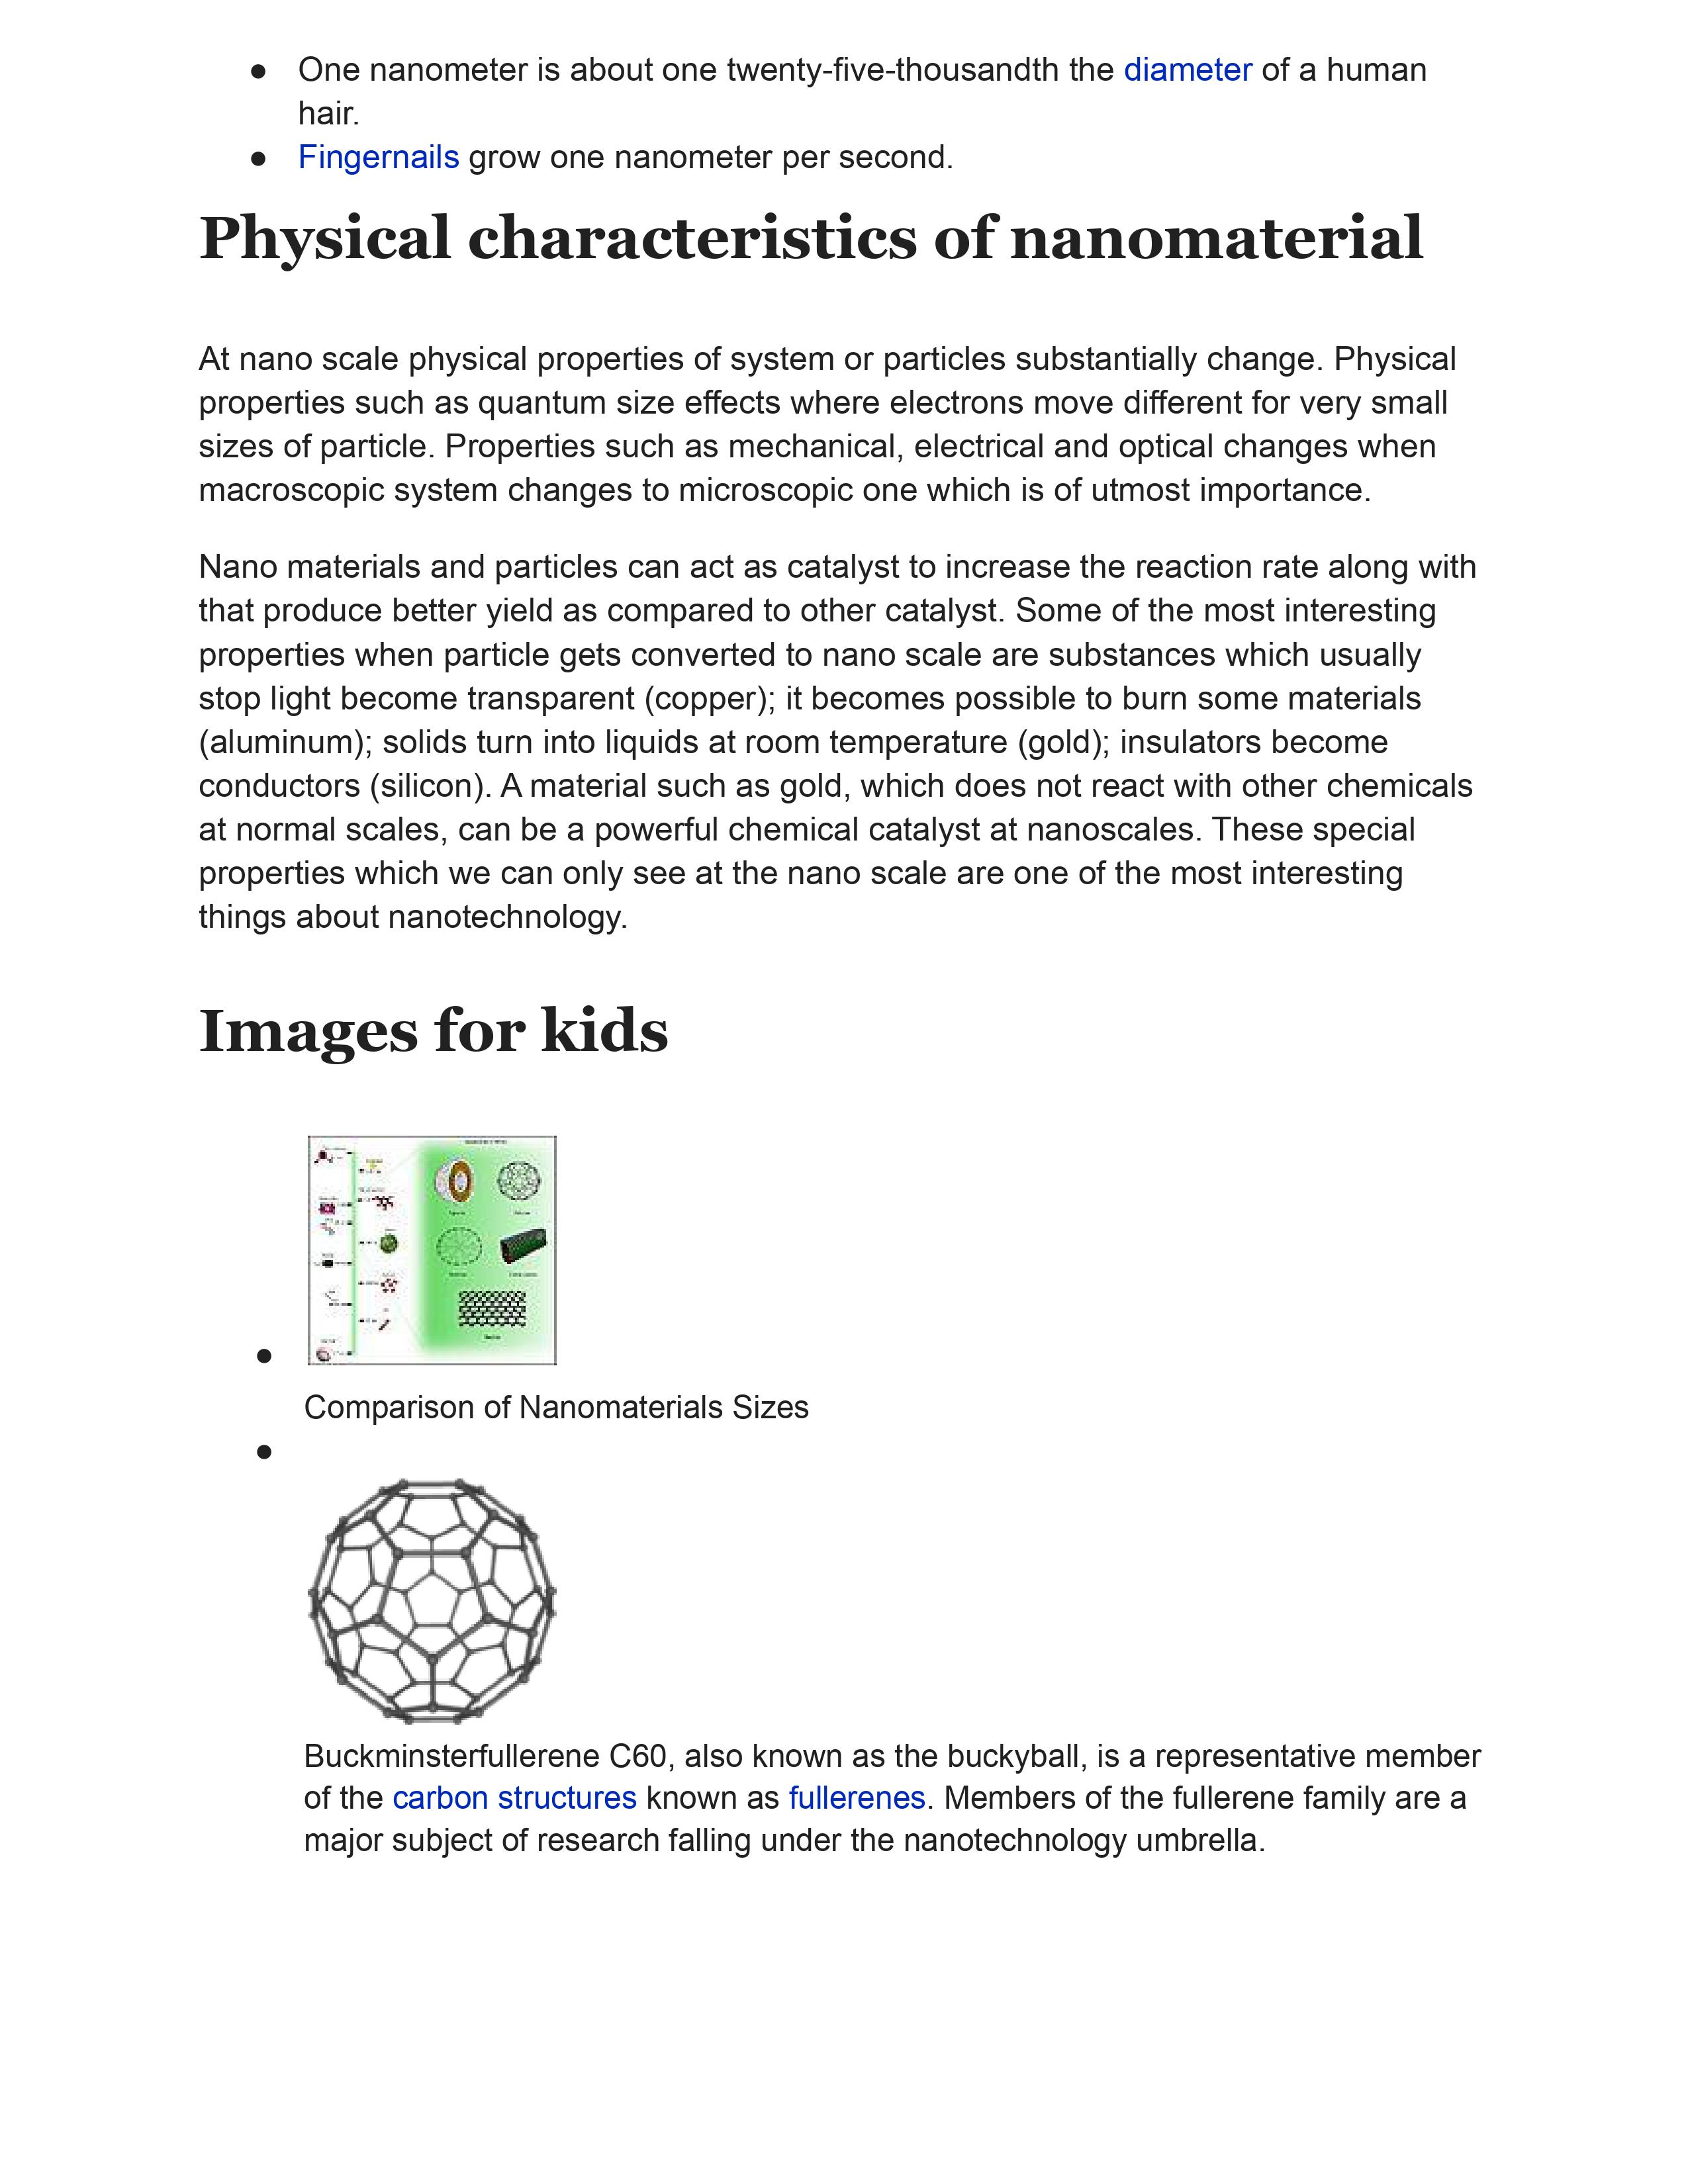 ● One nanometer is about one twenty-five-thousandth the diameter of a human
hair.
● Fingernails grow one nanometer per second.
Physical characteristics of nanomaterial
At nano scale physical properties of system or particles substantially change. Physical
properties such as quantum size effects where electrons move different for very small
sizes of particle. Properties such as mechanical, electrical and optical changes when
macroscopic system changes to microscopic one which is of utmost importance.
Nano materials and particles can act as catalyst to increase the reaction rate along with
that produce better yield as compared to other catalyst. Some of the most interesting
properties when particle gets converted to nano scale are substances which usually
stop light become transparent (copper); it becomes possible to burn some materials
(aluminum); solids turn into liquids at room temperature (gold); insulators become
conductors (silicon). A material such as gold, which does not react with other chemicals
at normal scales, can be a powerful chemical catalyst at nanoscales. These special
properties which we can only see at the nano scale are one of the most interesting
things about nanotechnology.
Images for kids
●
Comparison of Nanomaterials Sizes
●
Buckminsterfullerene C60, also known as the buckyball, is a representative member
of the carbon structures known as fullerenes. Members of the fullerene family are a
major subject of research falling under the nanotechnology umbrella.